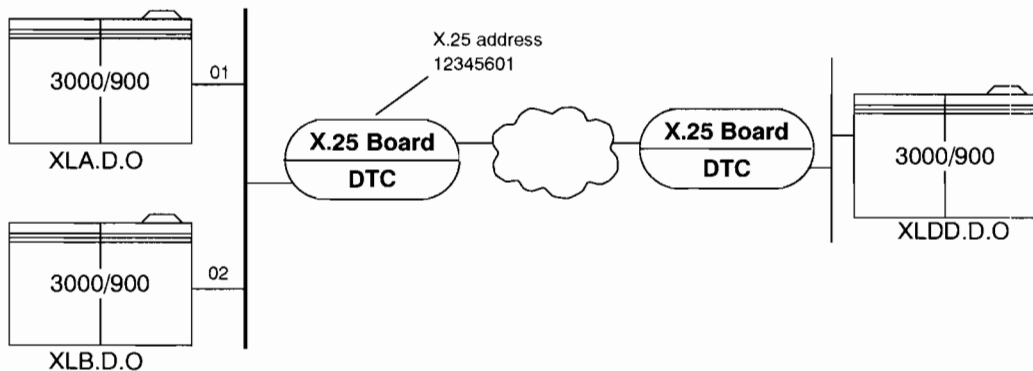 3000/900
01
XLA.D.O
3000/900
02
XLB.D.O
X.25 address
12345601
X.25 Board
DTC
X.25 Board
DTC
3000/900
XLDD.D.O